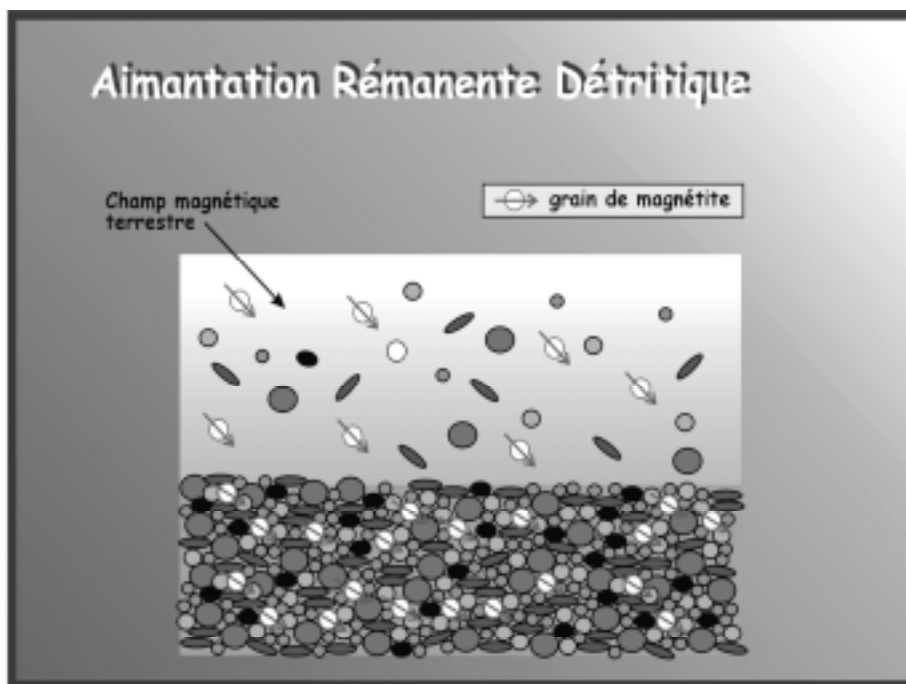 Aimantation Rémanente Détritique
Champ magnétique
terrestre
grain de magnétite